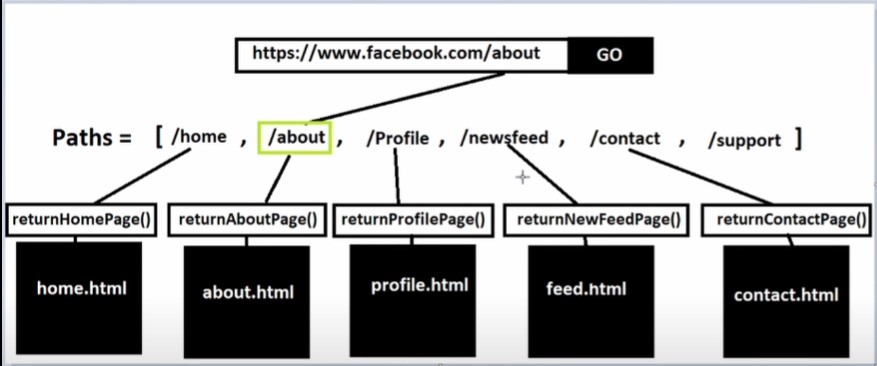 https://www.facebook.com/about GO
Paths = [ /home , /about , /Profile , /newsfeed , /contact , /support ]
returnHomePage() returnAboutPage() returnProfilePage() returnNewFeedPage() returnContactPage()
home.html about.html profile.html feed.html contact.html